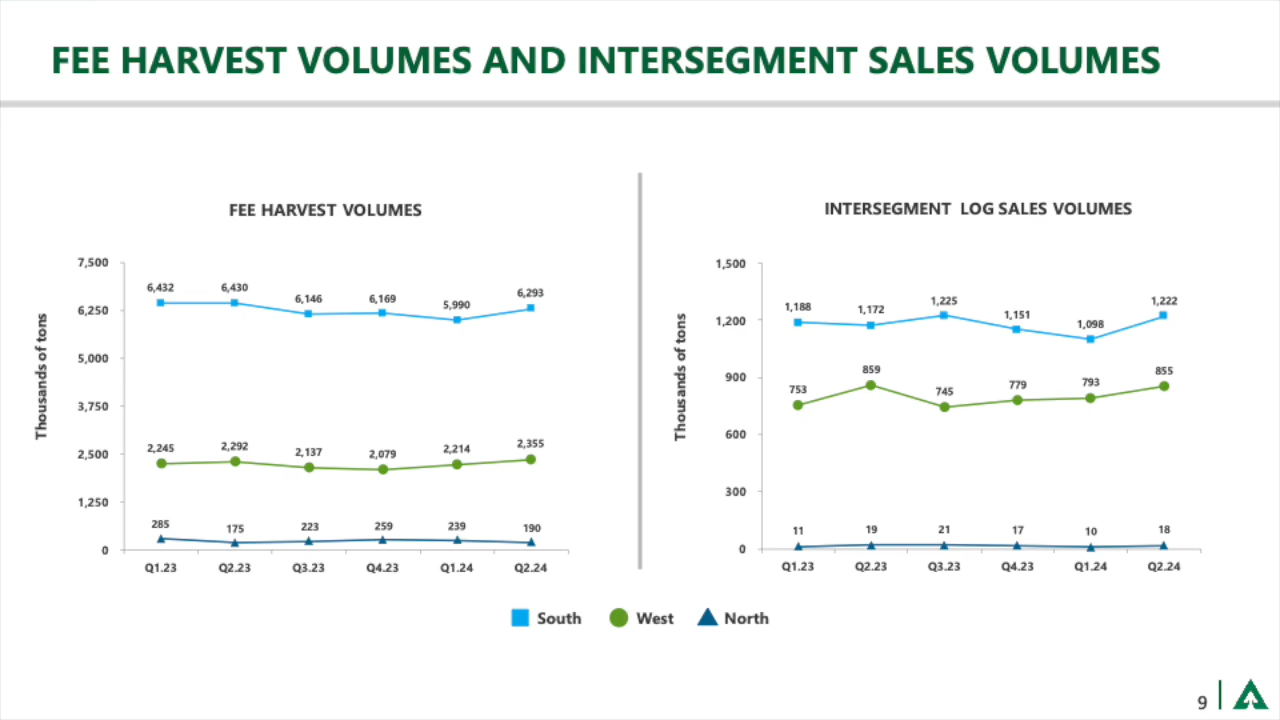 FEE HARVEST VOLUMES AND INTERSEGMENT SALES VOLUMES
FEE HARVEST VOLUMES
Thousands of tons
7,500
6,250
5,000
3,750
2,500
1,250
0
6,432
6,430
6,146
6,169
5,990
6,293
2,245
2,292
2,137
2,079
2,214
2,355
285
175
223
259
239
190
Q1.23
Q2.23
Q3.23
Q4.23
Q1.24
Q2.24
INTERSEGMENT LOG SALES VOLUMES
Thousands of tons
1,500
1,200
900
600
300
0
1,188
1,172
1,225
1,151
1,098
1,222
753
859
745
779
793
855
11
19
21
17
10
18
Q1.23
Q2.23
Q3.23
Q4.23
Q1.24
Q2.24
South
West
North
9